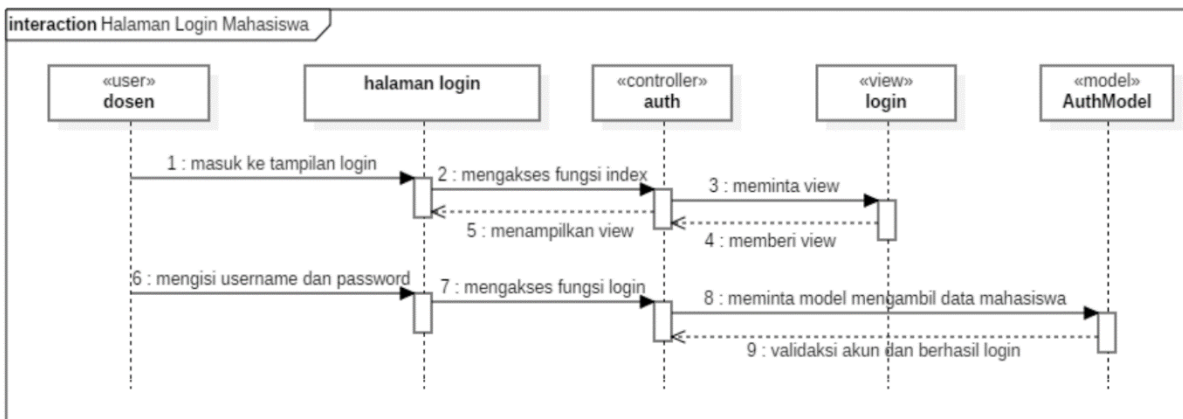 interaction Halaman Login Mahasiswa
«user»
dosen
halaman login
«controller»
auth
«view»
login
«model»
AuthModel
1 : masuk ke tampilan login
2 : mengakses fungsi index
3 : meminta view
4 : memberi view
5 : menampilkan view
6 : mengisi username dan password
7 : mengakses fungsi login
8 : meminta model mengambil data mahasiswa
9 : validaksi akun dan berhasil login